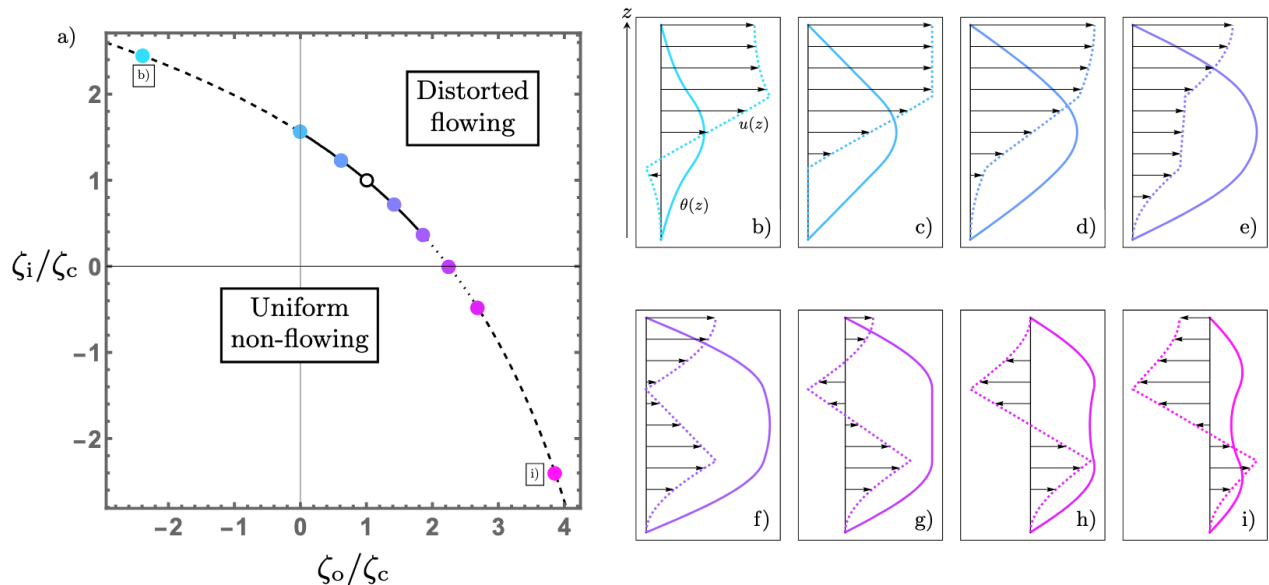 a)
b)
Distorted
flowing
Uniform
non-flowing
i)
ζi/ζc
2
1
0
−1
−2
−2
−1
0
1
2
3
4
ζo/ζc
z
u(z)
θ(z)
b)
c)
d)
e)
f)
g)
h)
i)